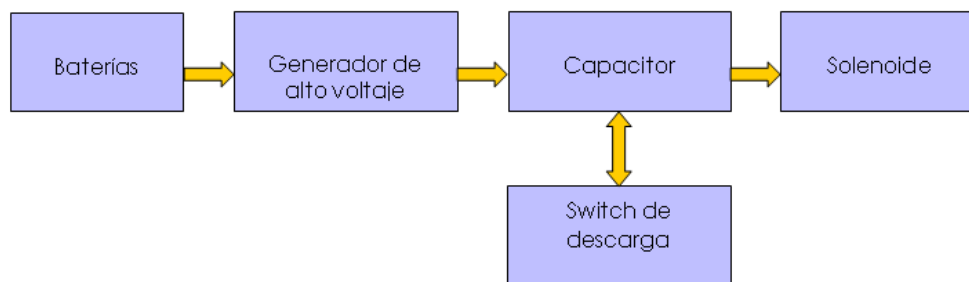 Baterías
Generador de
alto voltaje
Capacitor
Solenoide
Switch de
descarga